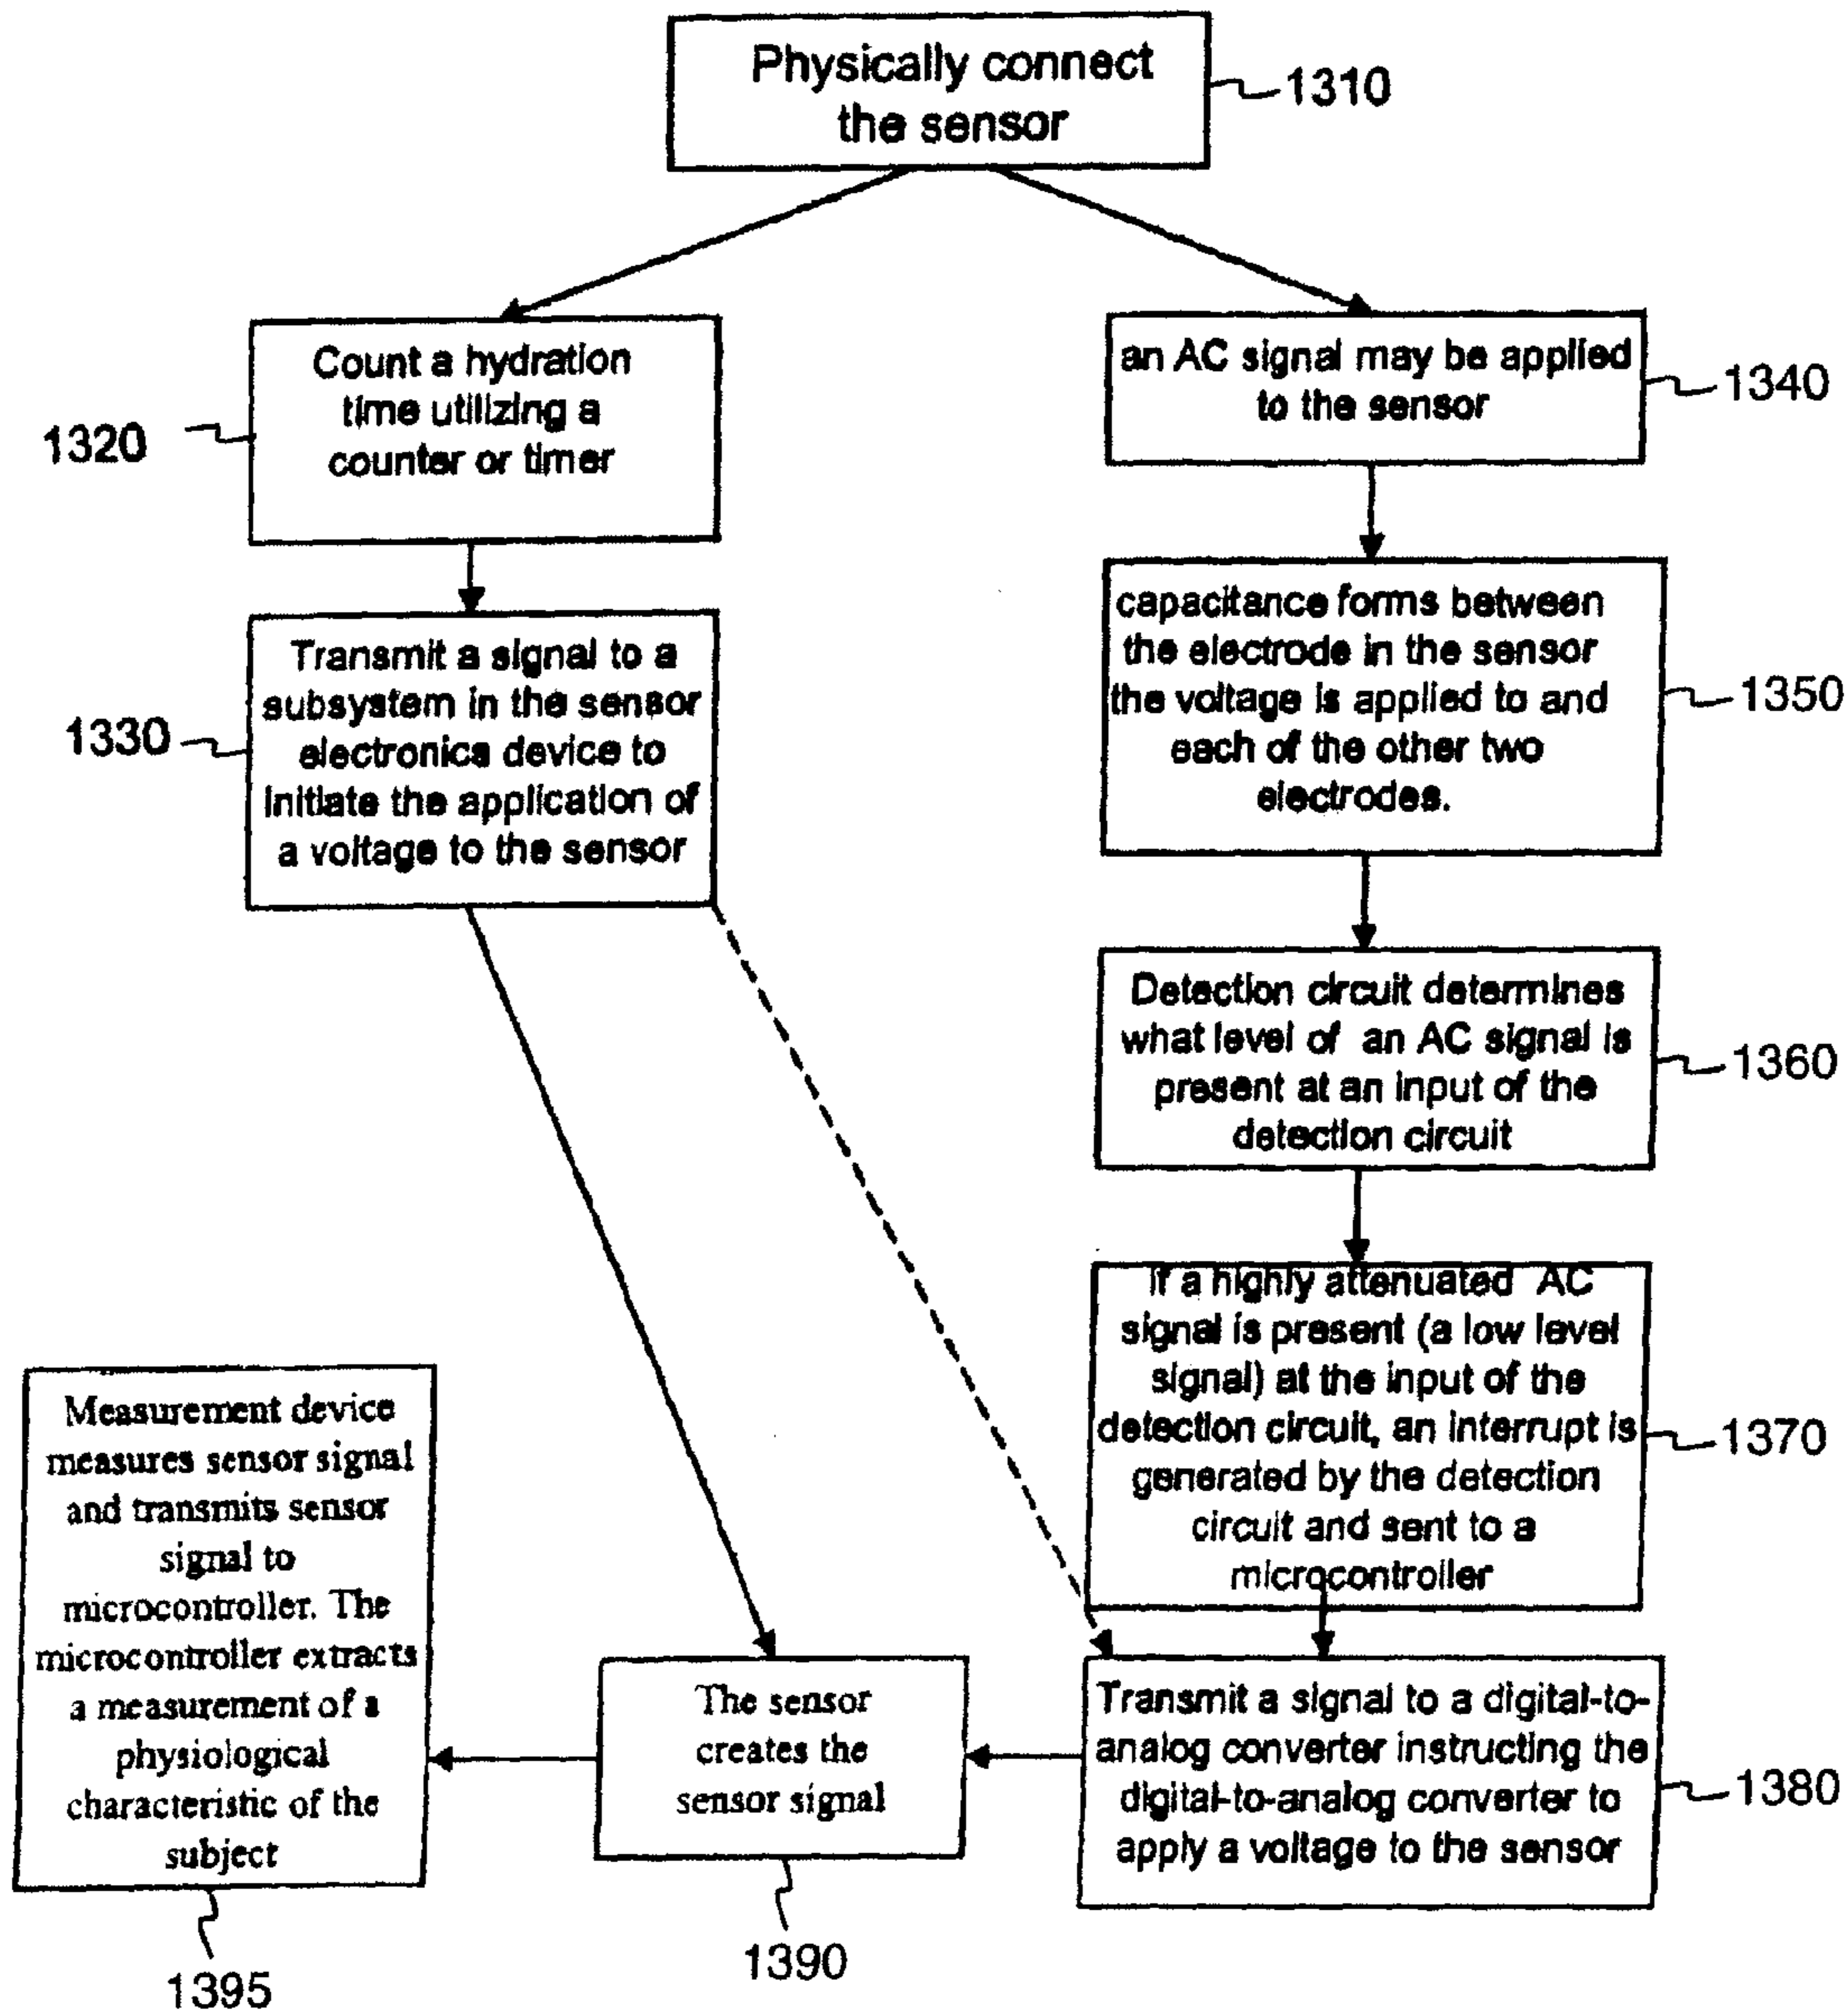 Physically connect
the sensor
1310
Count a hydration
time utilizing a
counter or timer
1320
an AC signal may be applied
to the sensor
1340
Transmit a signal to a
subsystem in the sensor
electronics device to
initiate the application of
a voltage to the sensor
1330
capacitance forms between
the electrode in the sensor
the voltage is applied to and
each of the other two
electrodes.
1350
Detection circuit determines
what level of an AC signal is
present at an input of the
detection circuit
1360
If a highly attenuated AC
signal is present (a low level
signal) at the input of the
detection circuit, an interrupt is
generated by the detection
circuit and sent to a
microcontroller
1370
Transmit a signal to a digital-to-
analog converter instructing the
digital-to-analog converter to
apply a voltage to the sensor
1380
The sensor
creates the
sensor signal
1390
Measurement device
measures sensor signal
and transmits sensor
signal to
microcontroller. The
microcontroller extracts
a measurement of a
physiological
characteristic of the
subject
1395